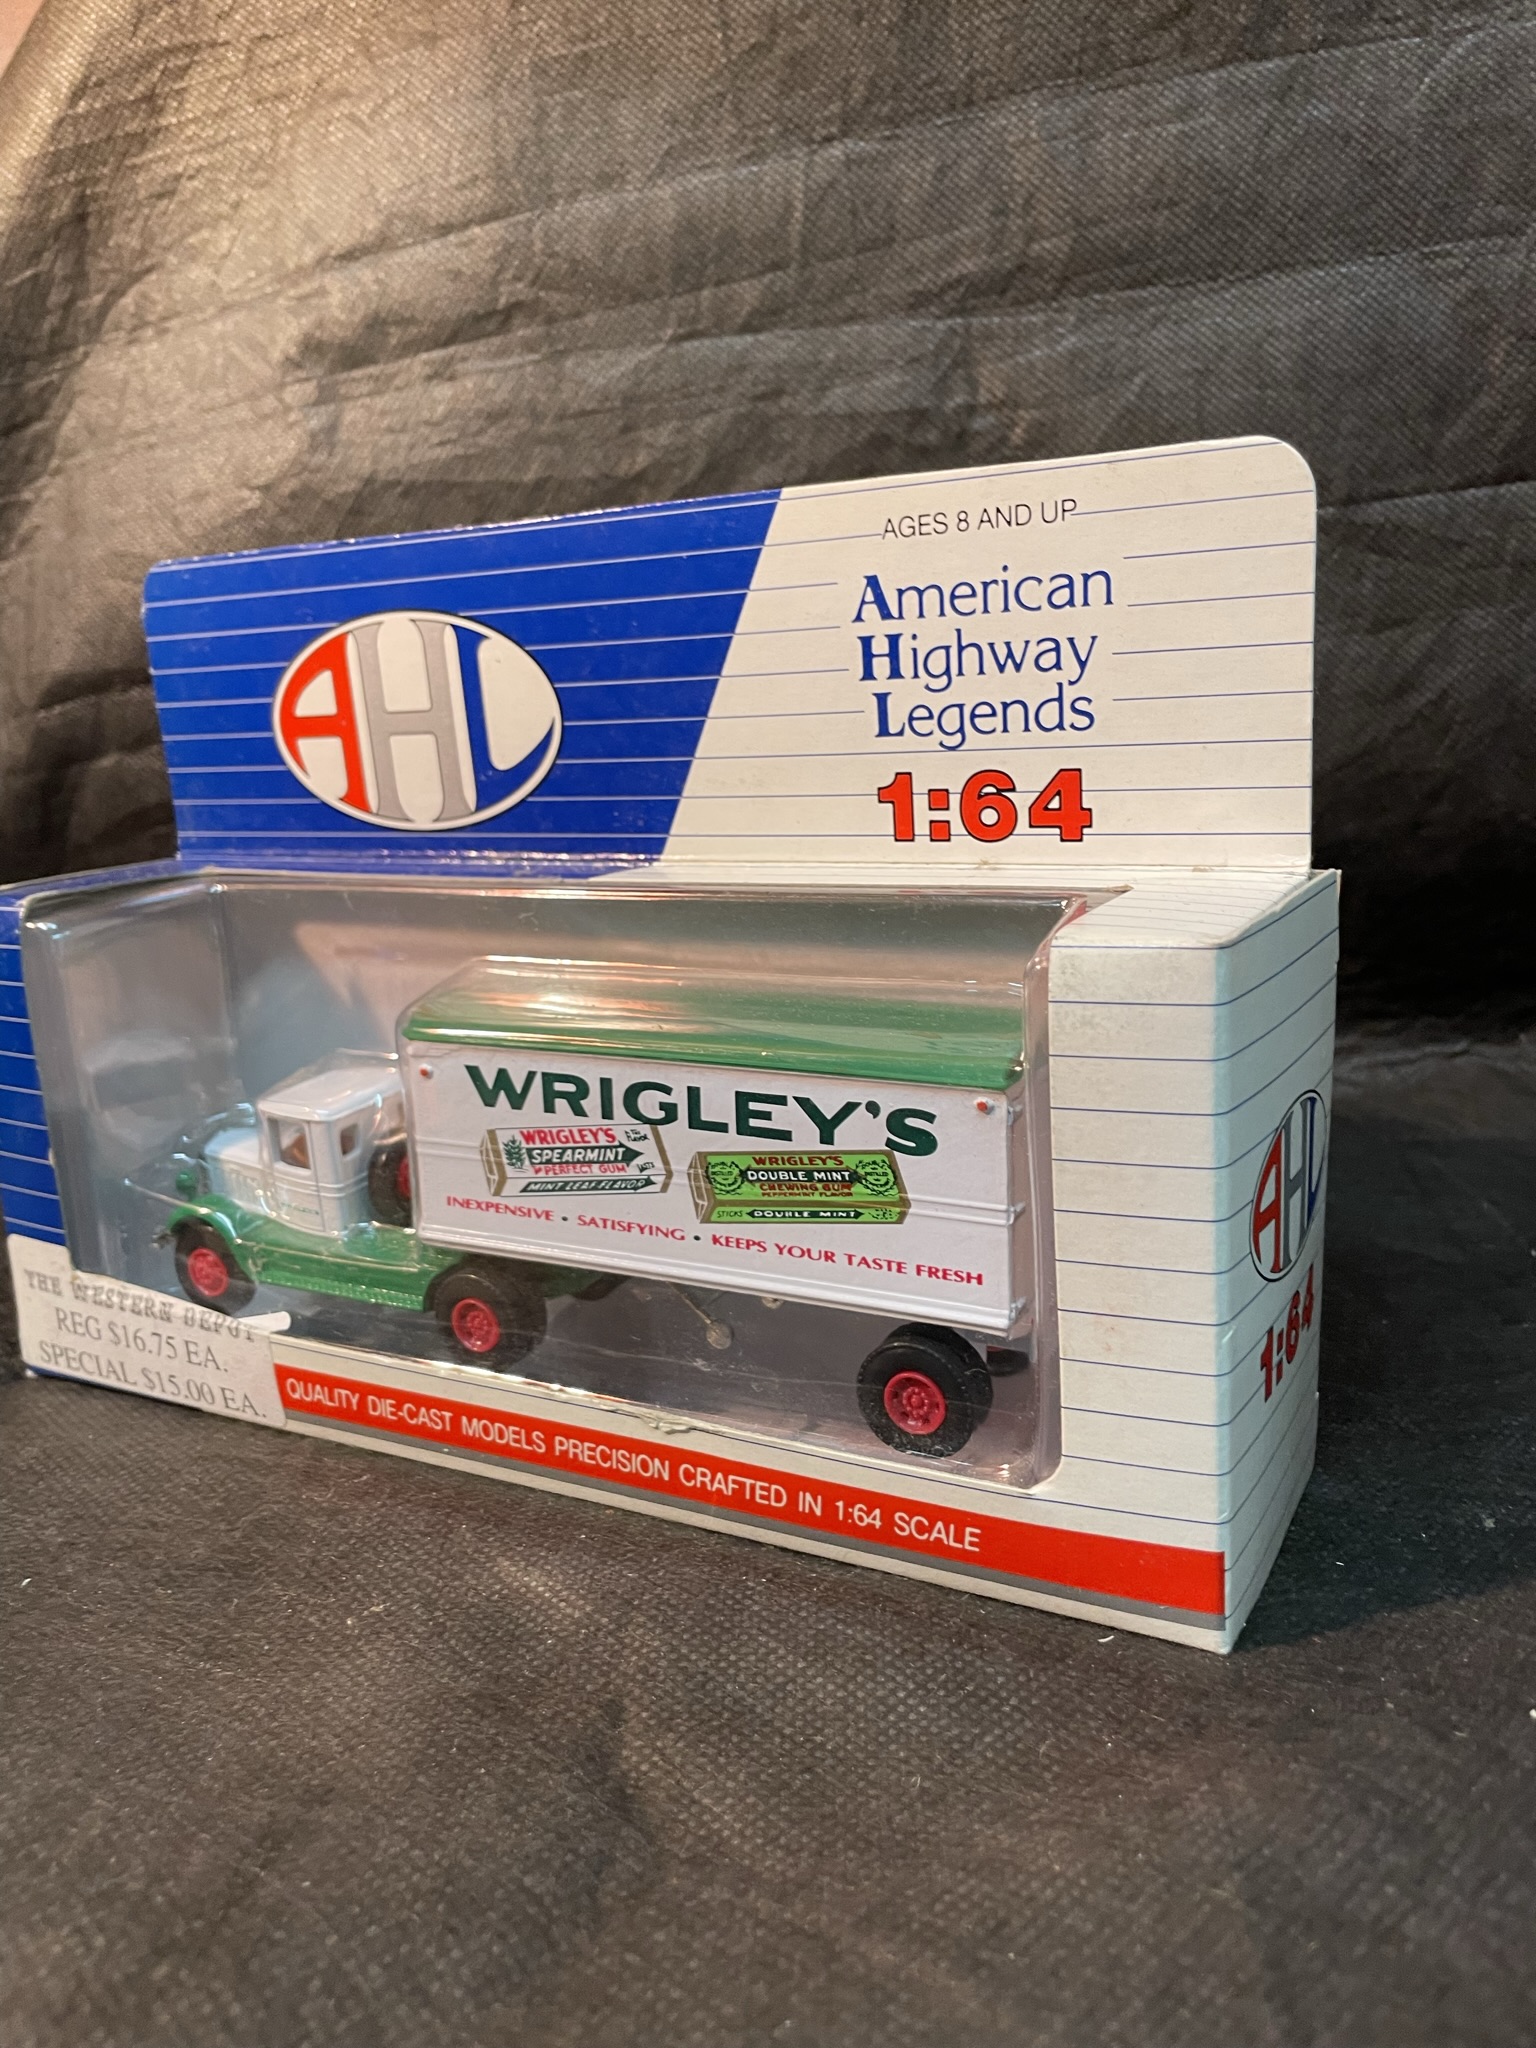 AGES 8 AND UP
American
Highway
Legends
1:64
AHL
WRIGLEY'S
WRIGLEY'S
SPEARMINT
PERFECT GUM
MINT LEAF FLAVOR
WRIGLEY'S
DOUBLE MINT
CHEWING GUM
PEPPERMINT FLAVOR
STICKS DOUBLE MINT
INEXPENSIVE • SATISFYING • KEEPS YOUR TASTE FRESH
AHL
1:64
THE WESTERN DEPOT
REG $16.75 EA.
SPECIAL $15.00 EA.
QUALITY DIE-CAST MODELS PRECISION CRAFTED IN 1:64 SCALE